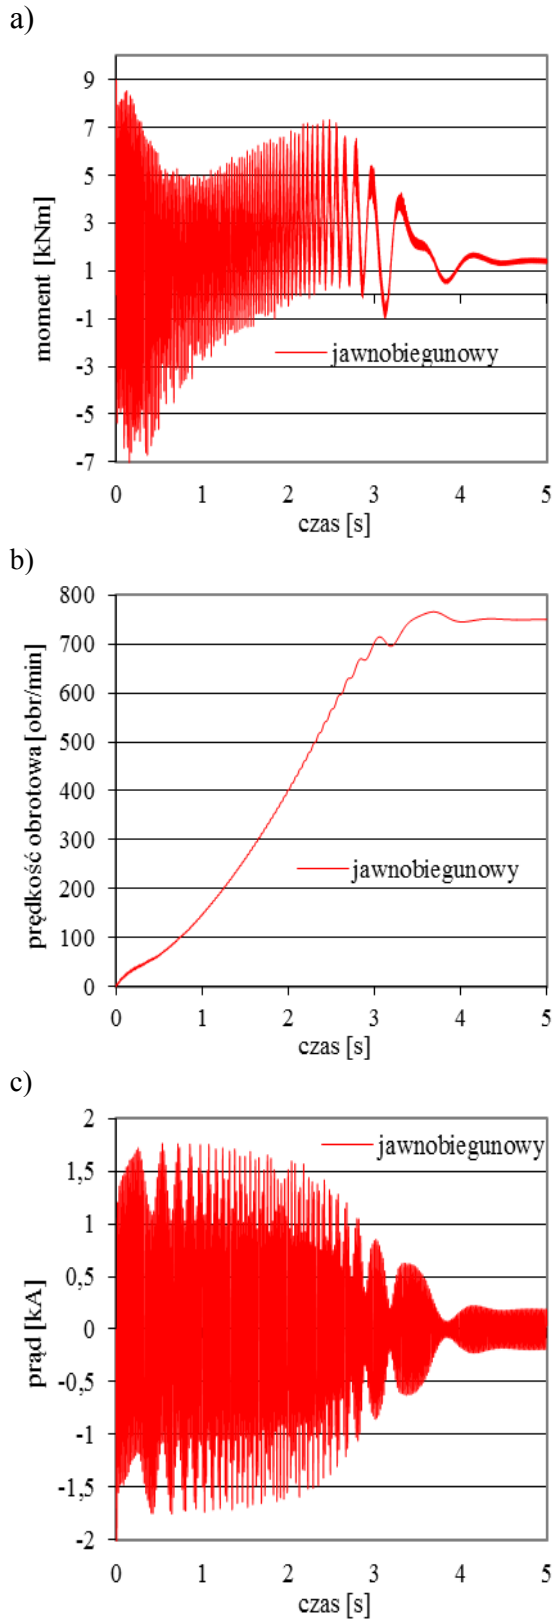 a)
moment [kNm]
9
7
5
3
1
-1
-3
-5
-7
jawnobiegunowy
0 1 2 3 4 5
czas [s]
b)
prędkość obrotowa [obr/min]
800
700
600
500
400
300
200
100
0
jawnobiegunowy
0 1 2 3 4 5
czas [s]
c)
prąd [kA]
2
1,5
1
0,5
0
-0,5
-1
-1,5
-2
jawnobiegunowy
0 1 2 3 4 5
czas [s]